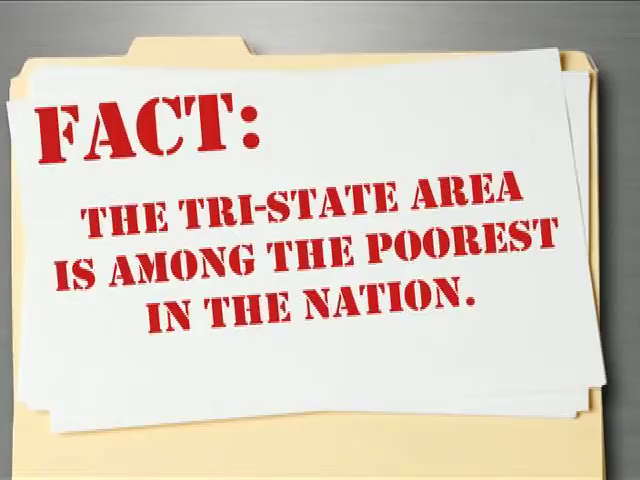 FACT:
THE TRI-STATE AREA
IS AMONG THE POOREST
IN THE NATION.